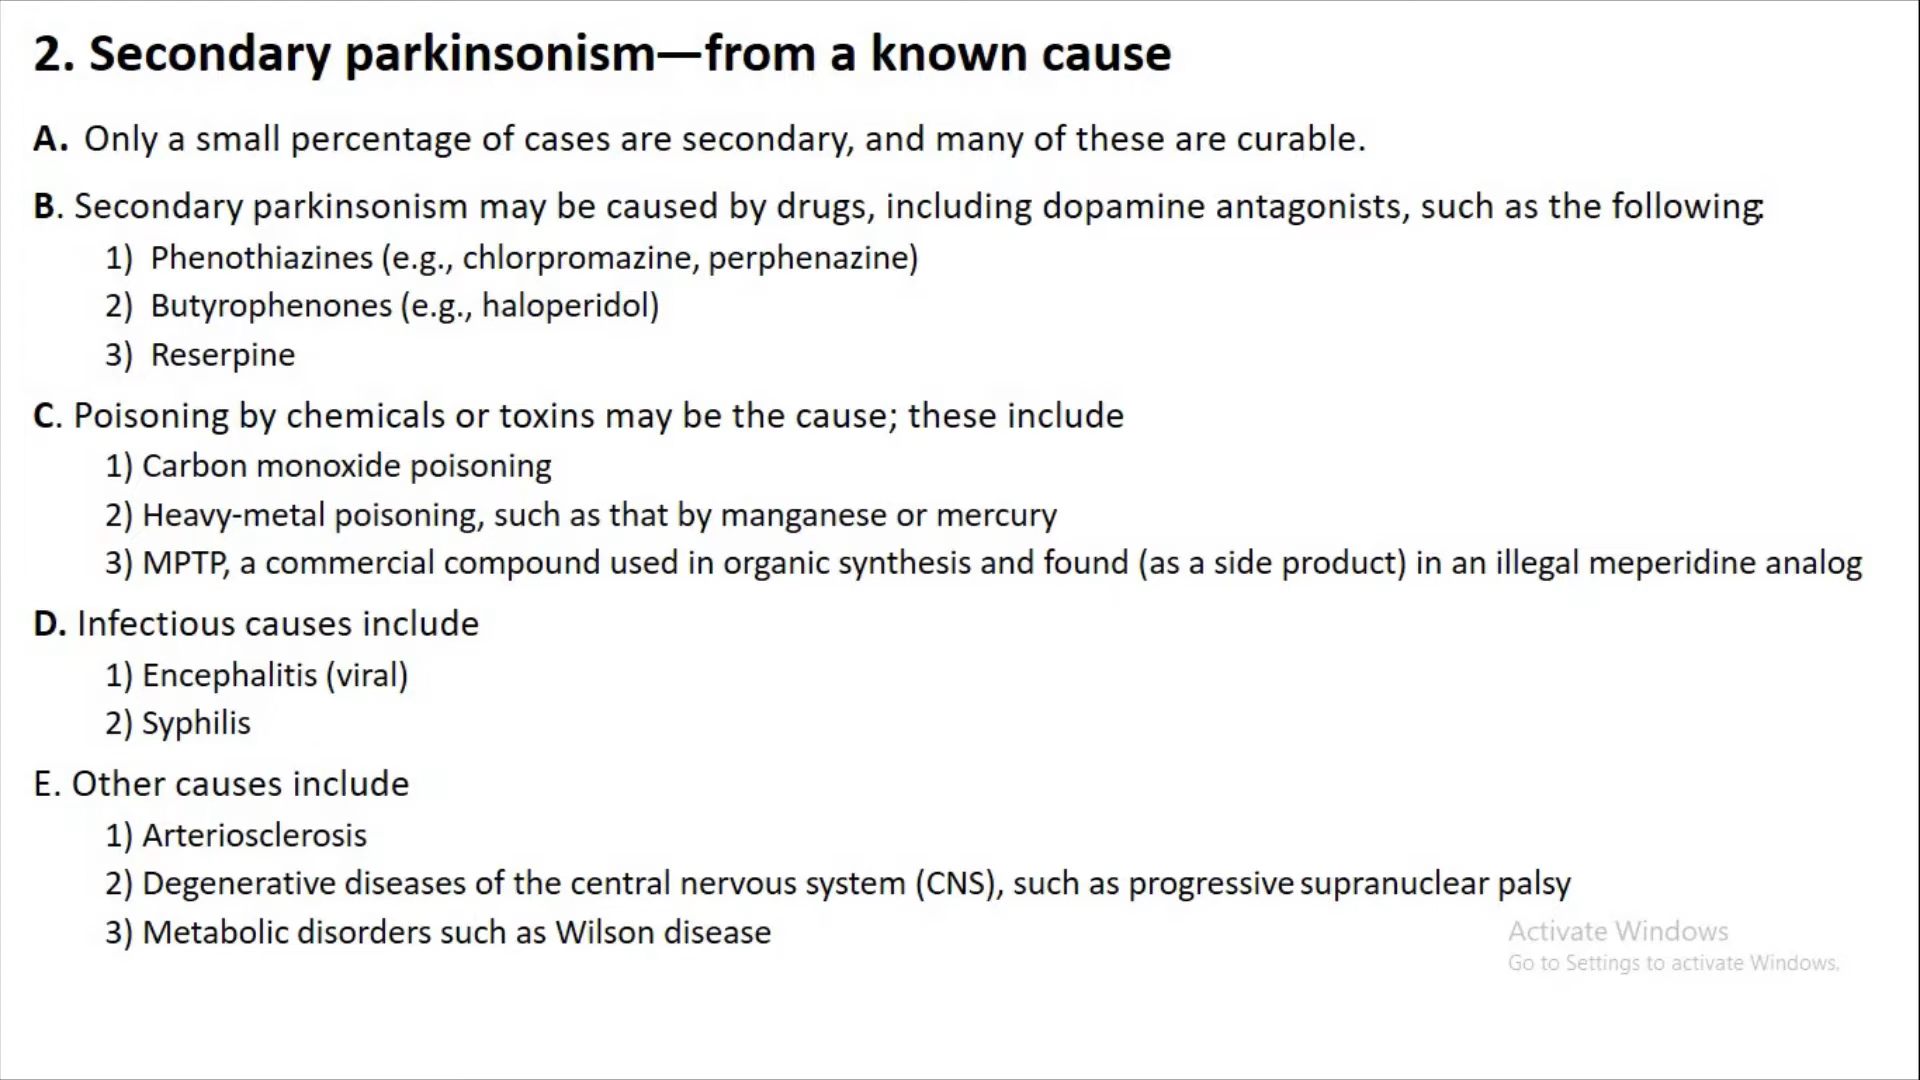 2. Secondary parkinsonism—from a known cause
A. Only a small percentage of cases are secondary, and many of these are curable.
B. Secondary parkinsonism may be caused by drugs, including dopamine antagonists, such as the following:
1) Phenothiazines (e.g., chlorpromazine, perphenazine)
2) Butyrophenones (e.g., haloperidol)
3) Reserpine
C. Poisoning by chemicals or toxins may be the cause; these include
1) Carbon monoxide poisoning
2) Heavy-metal poisoning, such as that by manganese or mercury
3) MPTP, a commercial compound used in organic synthesis and found (as a side product) in an illegal meperidine analog
D. Infectious causes include
1) Encephalitis (viral)
2) Syphilis
E. Other causes include
1) Arteriosclerosis
2) Degenerative diseases of the central nervous system (CNS), such as progressive supranuclear palsy
3) Metabolic disorders such as Wilson disease
Activate Windows
Go to Settings to activate Windows.